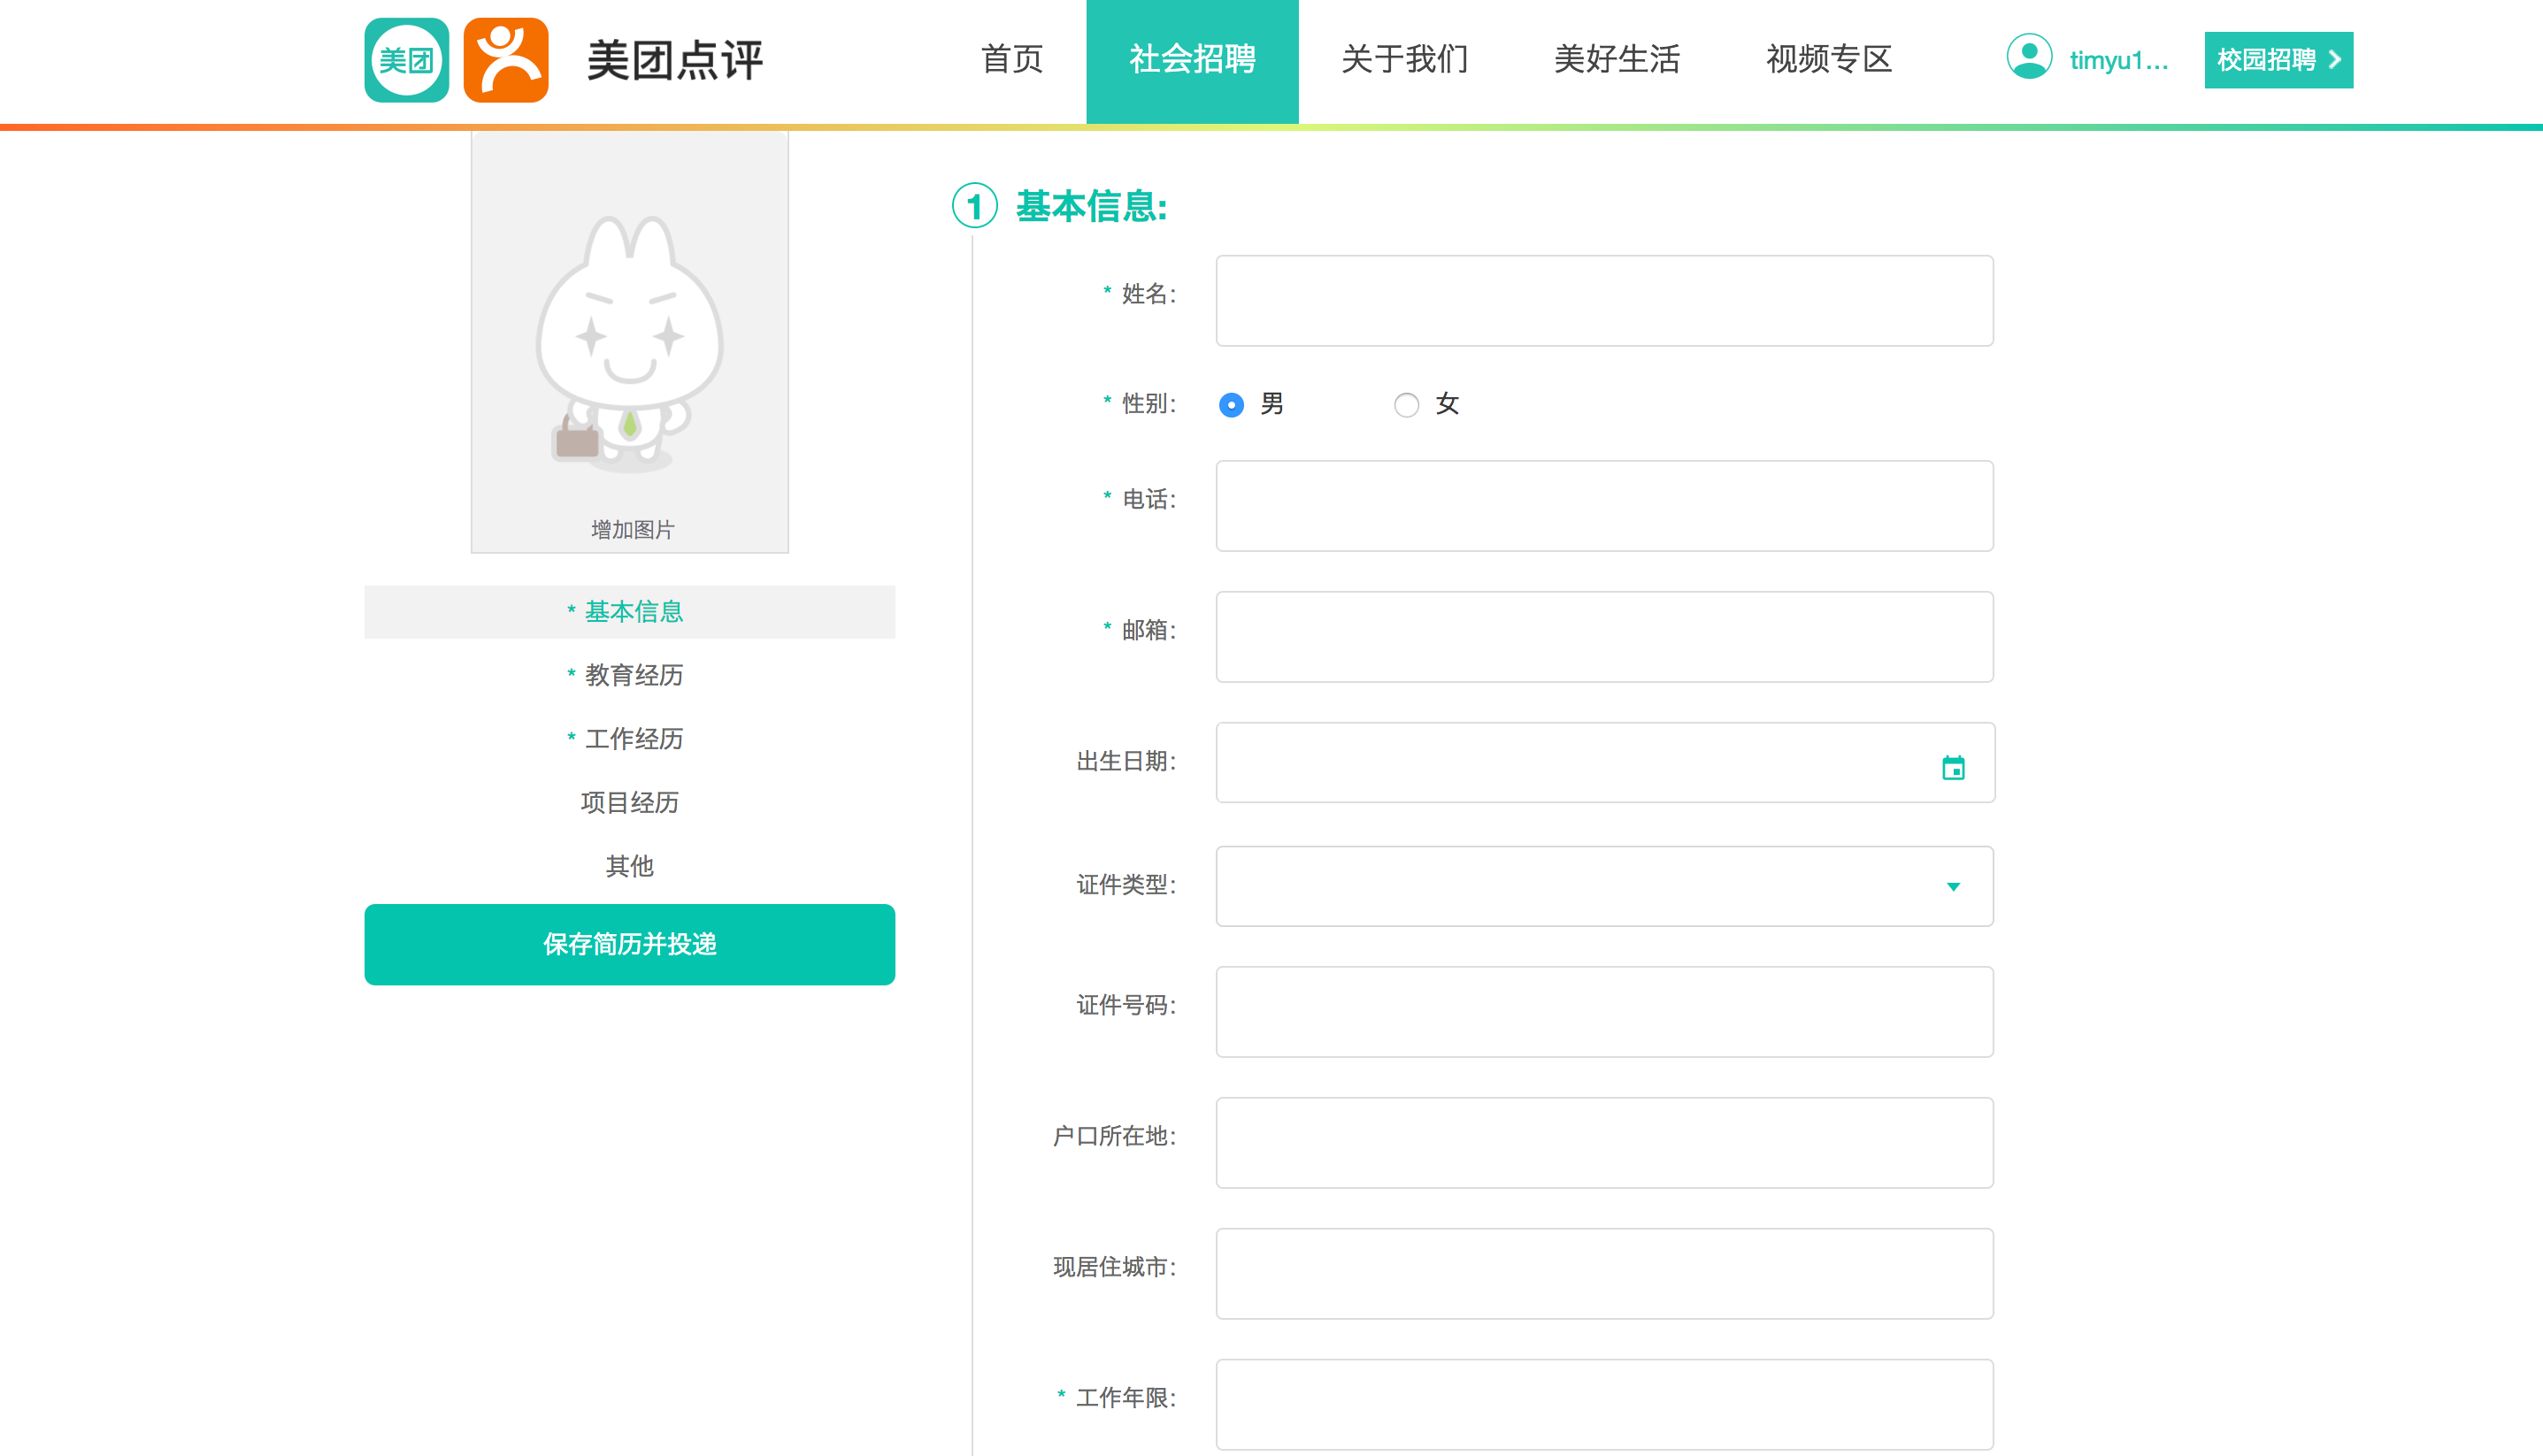 美团 美团点评 首页 社会招聘 关于我们 美好生活 视频专区 timyu1... 校园招聘
增加图片
* 基本信息
* 教育经历
* 工作经历
项目经历
其他
保存简历并投递
1 基本信息:
* 姓名:
* 性别: 男 女
* 电话:
* 邮箱:
出生日期:
证件类型:
证件号码:
户口所在地:
现居住城市:
* 工作年限: